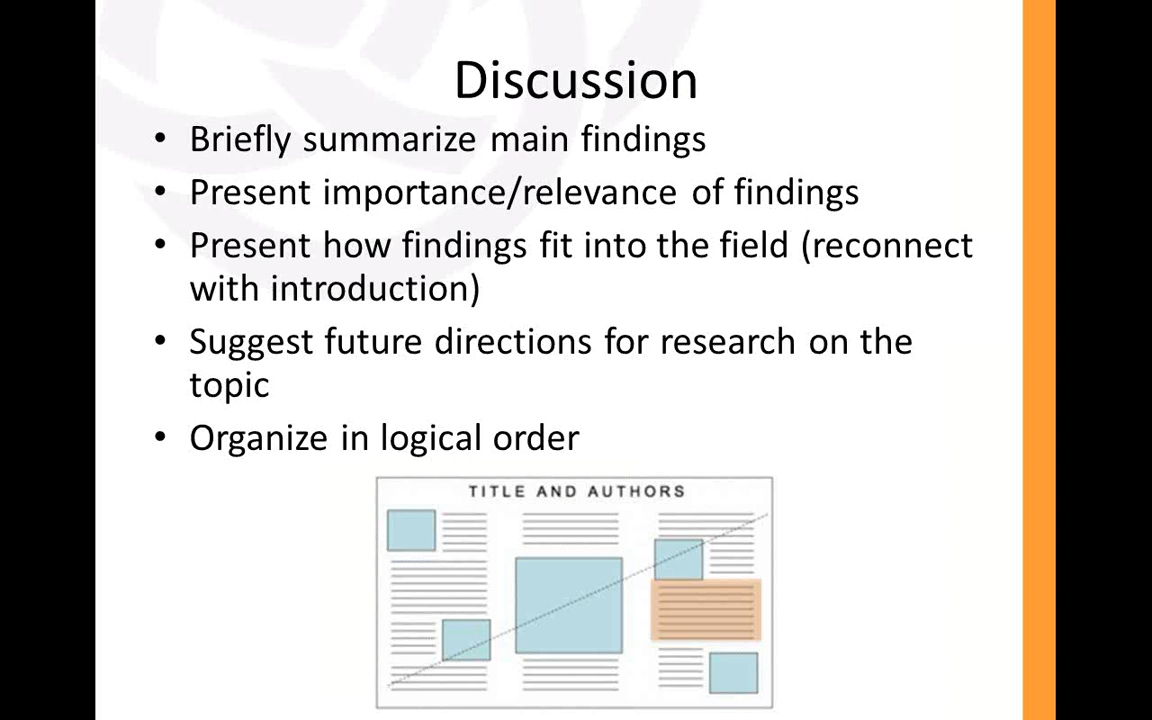 Discussion
• Briefly summarize main findings
• Present importance/relevance of findings
• Present how findings fit into the field (reconnect
with introduction)
• Suggest future directions for research on the
topic
• Organize in logical order
TITLE AND AUTHORS